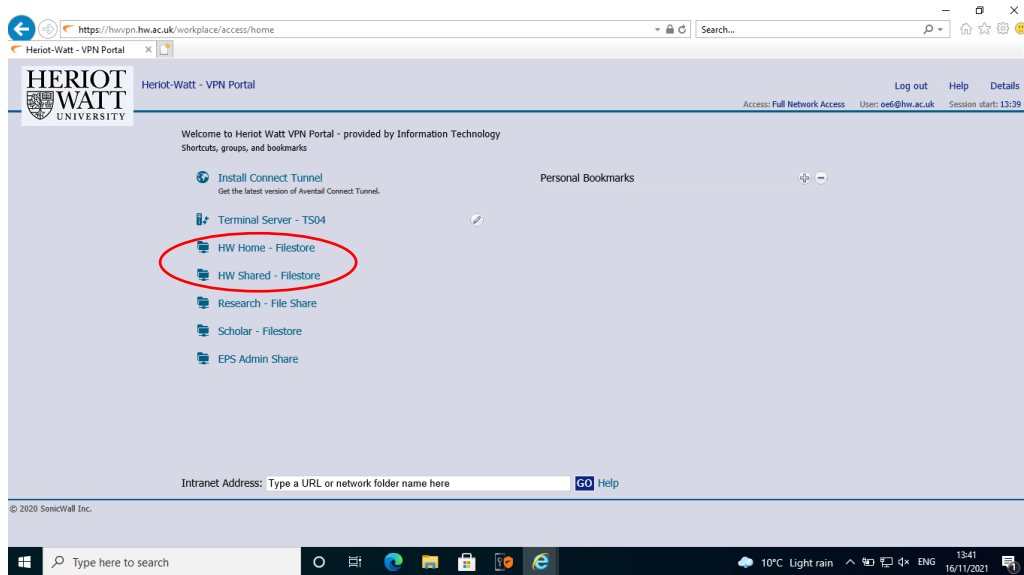 https://hwvpn.hw.ac.uk/workplace/access/home
Search...
Heriot-Watt - VPN Portal
HERIOT
WATT
UNIVERSITY
Heriot-Watt - VPN Portal
Log out Help Details
Access: Full Network Access User: oe6@hw.ac.uk Session start: 13:39
Welcome to Heriot Watt VPN Portal - provided by Information Technology
Shortcuts, groups, and bookmarks
Install Connect Tunnel
Get the latest version of Aventail Connect Tunnel.
Personal Bookmarks
Terminal Server - TS04
HW Home - Filestore
HW Shared - Filestore
Research - File Share
Scholar - Filestore
EPS Admin Share
Intranet Address: Type a URL or network folder name here GO Help
© 2020 SonicWall Inc.
Type here to search
10°C Light rain
ENG
13:41
16/11/2021
1